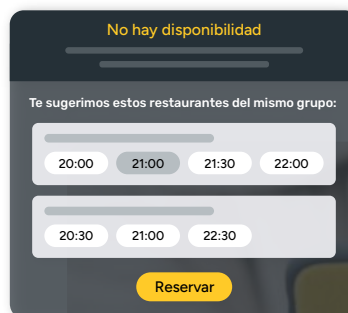 No hay disponibilidad
Te sugerimos estos restaurantes del mismo grupo:
20:00 21:00 21:30 22:00
20:30 21:00 22:30
Reservar